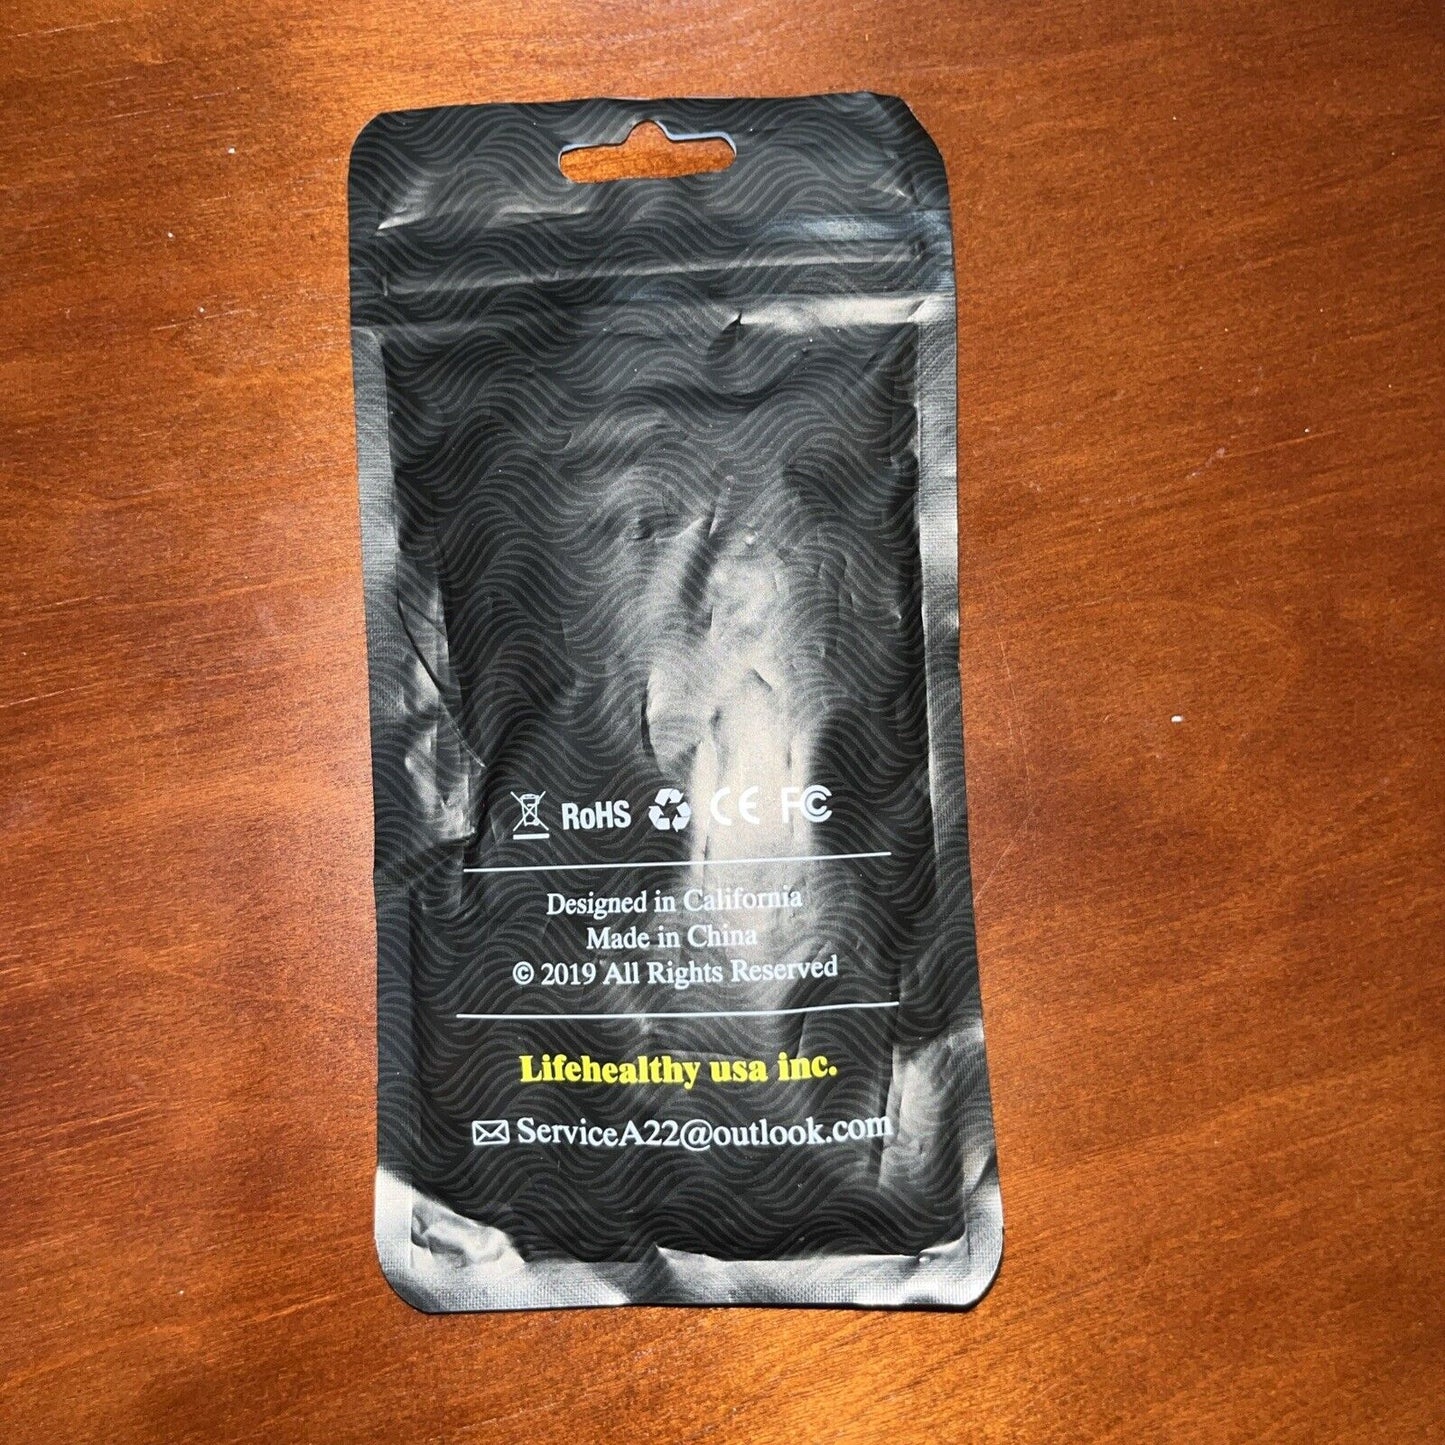 RoHS CE FC
Designed in California
Made in China
© 2019 All Rights Reserved
Lifehealthy usa inc.
ServiceA22@outlook.com